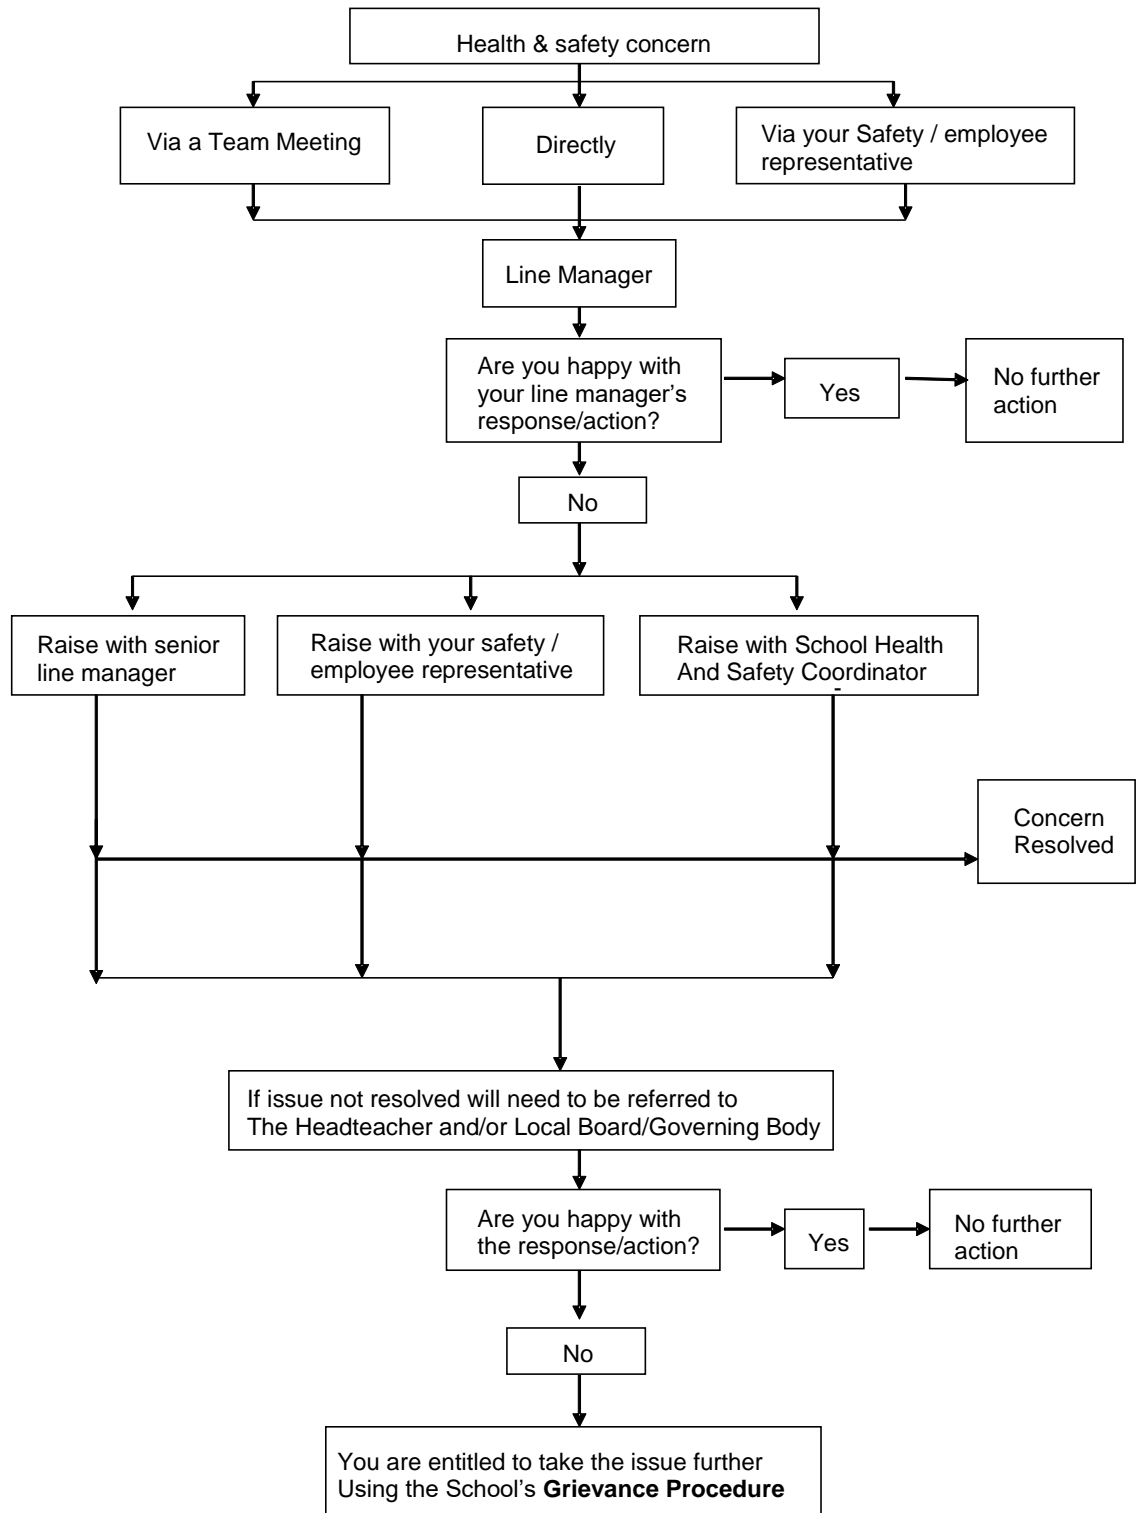 Health & safety concern
Via a Team Meeting
Directly
Via your Safety / employee
representative
Line Manager
Are you happy with
your line manager’s
response/action?
Yes
No further
action
No
Raise with senior
line manager
Raise with your safety /
employee representative
Raise with School Health
And Safety Coordinator
-
Concern
Resolved
If issue not resolved will need to be referred to
The Headteacher and/or Local Board/Governing Body
Are you happy with
the response/action?
Yes
No further
action
No
You are entitled to take the issue further
Using the School’s Grievance Procedure